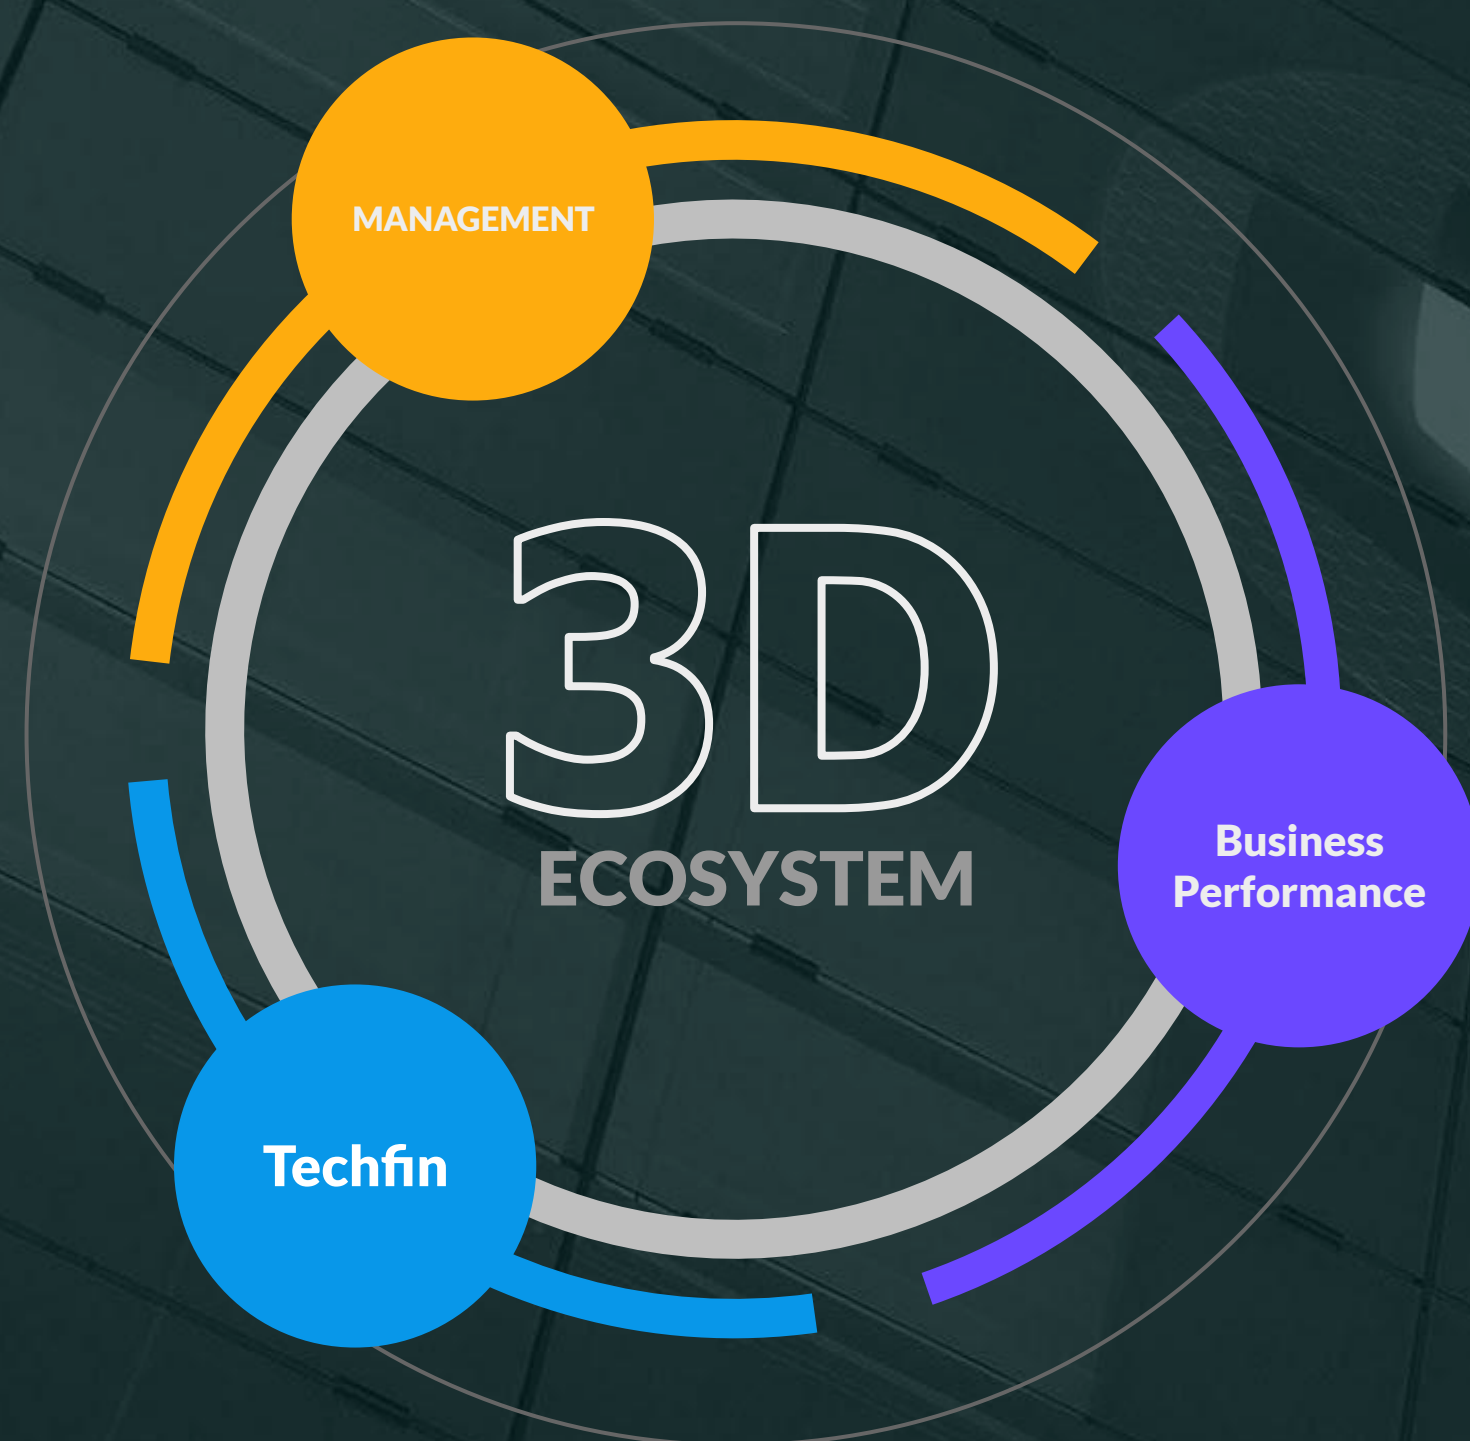 MANAGEMENT
3D
ECOSYSTEM
Business
Performance
Techfin